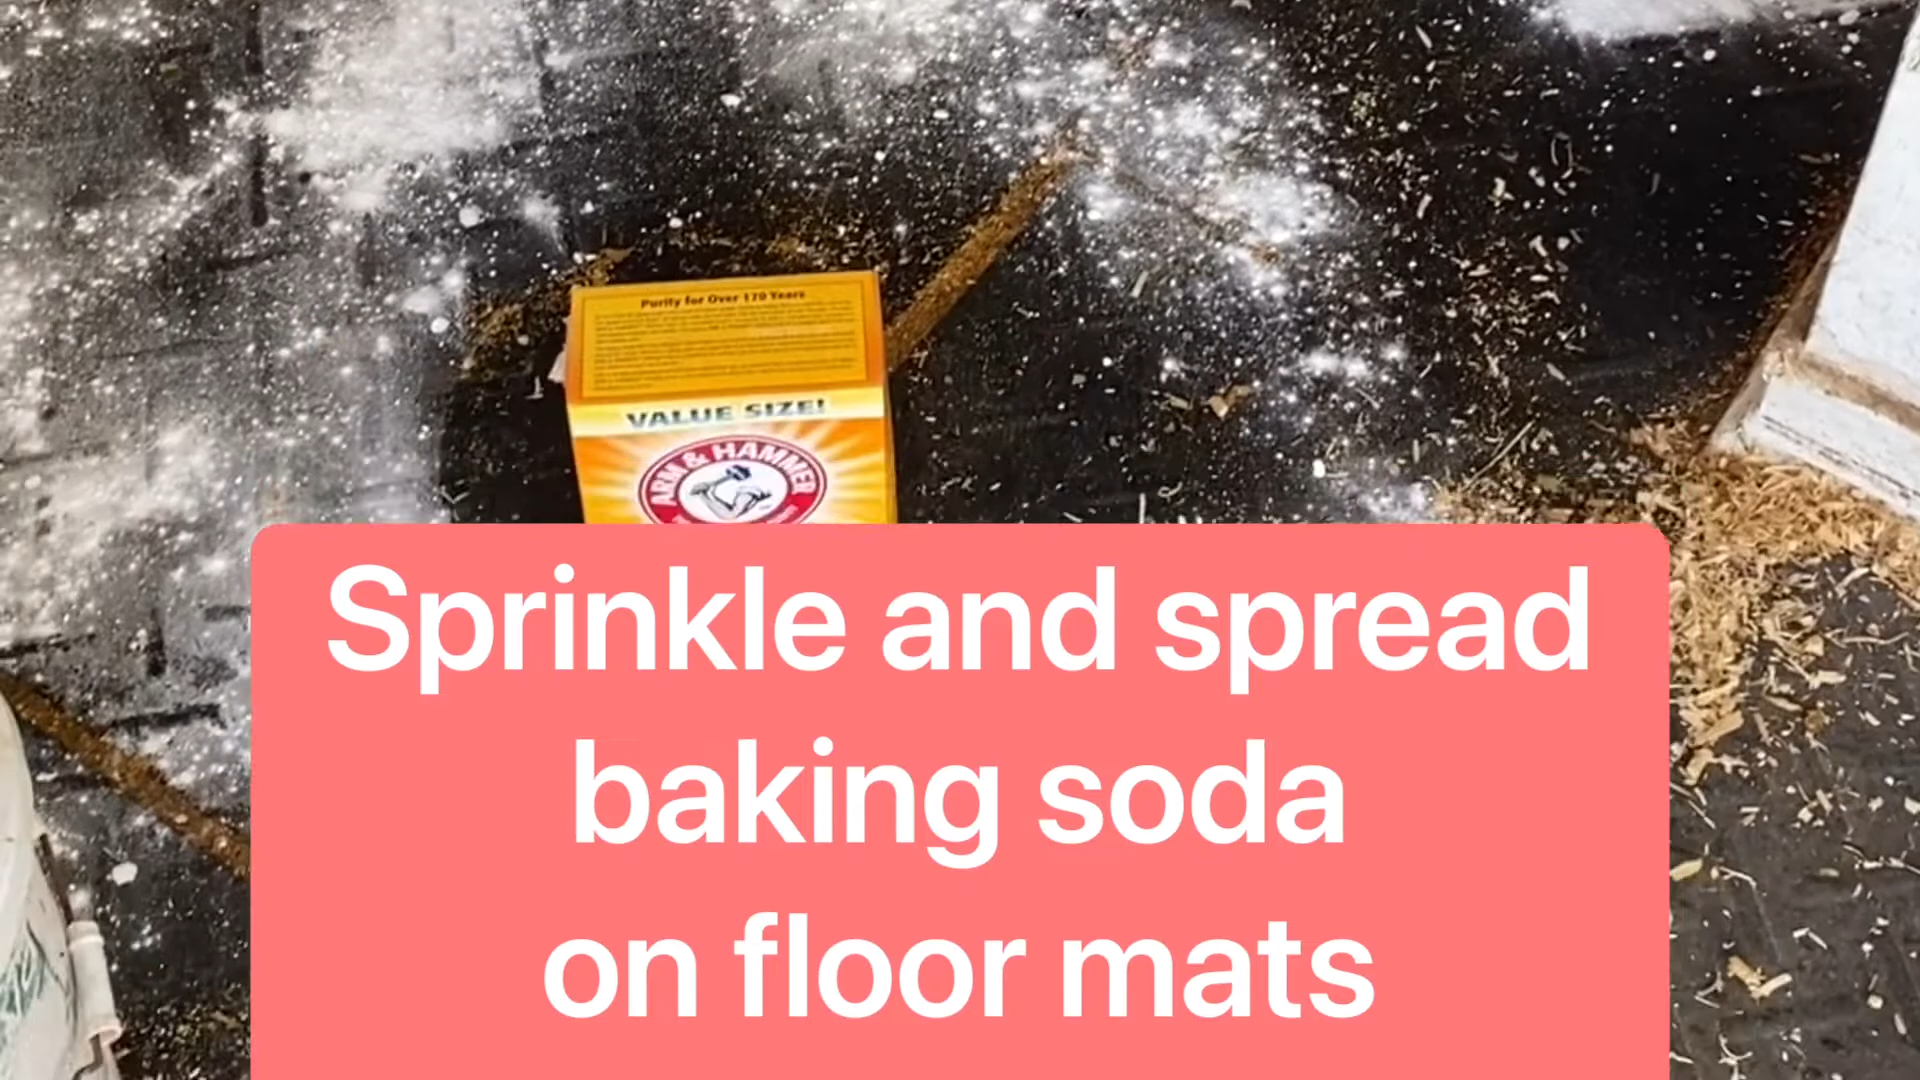 Purity for Over 170 Years
VALUE SIZE!
ARM & HAMMER
Sprinkle and spread
baking soda
on floor mats